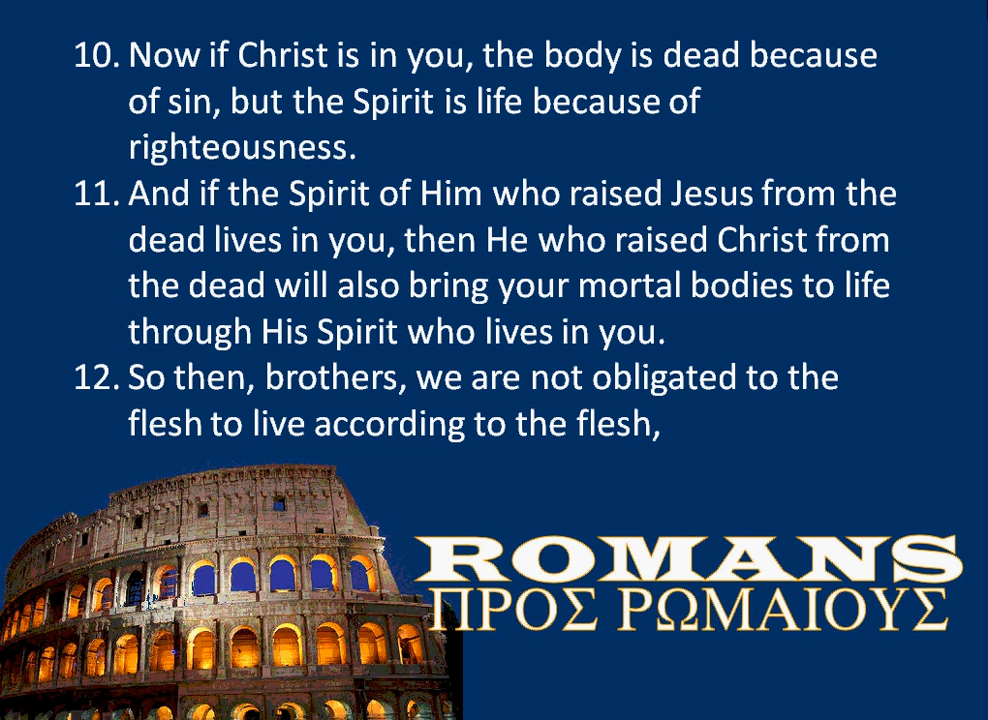 10. Now if Christ is in you, the body is dead because
of sin, but the Spirit is life because of
righteousness.
11. And if the Spirit of Him who raised Jesus from the
dead lives in you, then He who raised Christ from
the dead will also bring your mortal bodies to life
through His Spirit who lives in you.
12. So then, brothers, we are not obligated to the
flesh to live according to the flesh,
ROMANS
ΠΡΟΣ ΡΩΜΑΙΟΥΣ